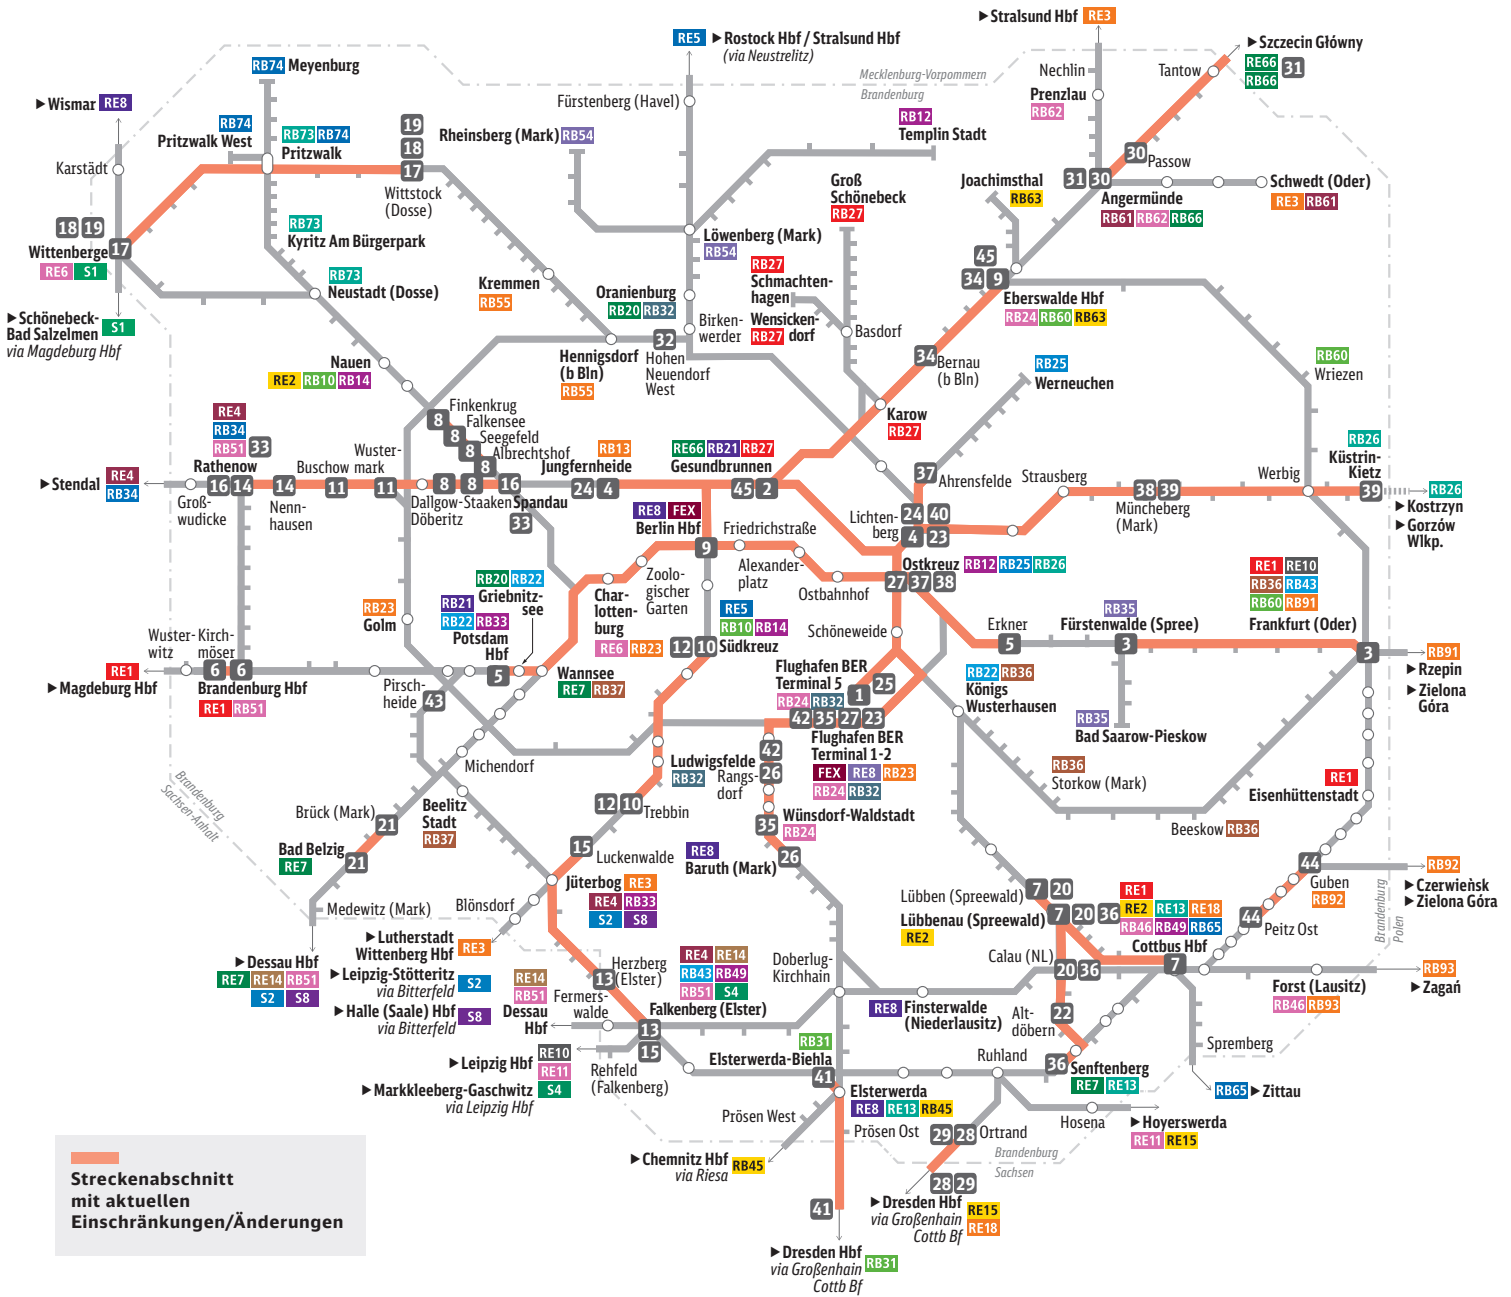 ▶ Stralsund Hbf RE3
RE5 ▶ Rostock Hbf / Stralsund Hbf
(via Neustrelitz)
▶ Szczecin Główny
RE66 31
RB66
Nechlin
Tantow
Prenzlau
RB62
Mecklenburg-Vorpommern
Brandenburg
RB74 Meyenburg
▶ Wismar RE8
Fürstenberg (Havel)
RB74
Pritzwalk West
RB73 RB74
Pritzwalk
19
18
17
Wittstock
(Dosse)
Rheinsberg (Mark) RB54
RB12
Templin Stadt
30
Passow
31 30
Angermünde
RB61 RB62 RB66
Schwedt (Oder)
RE3 RB61
Karstädt
Groß
Schönebeck
RB27
Joachimsthal
RB63
18 19
Wittenberge 17
RE6 S1
RB73
Kyritz Am Bürgerpark
RB73
Neustadt (Dosse)
Löwenberg (Mark)
RB54
RB27
Schmachten-
hagen
Wensicken-
dorf
RB27
45
34 9
Eberswalde Hbf
RB24 RB60 RB63
Kremmen
RB55
Oranienburg
RB20 RB32
Birken-
werder
Basdorf
▶ Schönebeck-
Bad Salzelmen S1
via Magdeburg Hbf
Nauen
RE2 RB10 RB14
Hennigsdorf
(b Bln)
RB55
32
Hohen
Neuendorf
West
34
Bernau
(b Bln)
RB25
Werneuchen
RB60
Wriezen
Karow
RB27
RE4
RB34
RB51 33
Rathenow
16 14
Groß-
wudicke
▶ Stendal RE4
RB34
Buschow
14
Nenn-
hausen
11
Wuster-
mark
11
8
8
8
8
Finkenkrug
Falkensee
Seegefeld
Albrechtshof
8 8
Dallgow-
Döberitz
Staaken
16
Spandau
33
RB13
Jungfernheide
24 4
RE66 RB21 RB27
Gesundbrunnen
45 2
37
Ahrensfelde
Strausberg
38 39
Müncheberg
(Mark)
Werbig
RB26
Küstrin-
Kietz
39
RB26
▶ Kostrzyn
▶ Gorzów
Wlkp.
RE8 FEX
Berlin Hbf
9
Friedrichstraße
Alexander-
platz
Ostbahnhof
Lichten-
berg
24 40
4 23
Ostkreuz RB12 RB25 RB26
27 37 38
Zoolo-
gischer
Garten
Char-
lotten-
burg
RE6 RB23
RB20 RB22
Griebnitz-
see
RB21
RB22 RB33
Potsdam
Hbf
5
RB23
Golm
Wannsee
RE7 RB37
RE5
RB10 RB14
12 10 Südkreuz
Schöneweide
Erkner
5
RB35
Fürstenwalde (Spree)
3
RE1 RE10
RB36 RB43
RB60 RB91
Frankfurt (Oder)
3
RB91
▶ Rzepin
▶ Zielona
Góra
Wuster-
witz
Kirch-
möser
6 6
Brandenburg Hbf
RE1 RB51
RE1
▶ Magdeburg Hbf
Pirsch-
heide
43
Flughafen BER
Terminal 5
RB24 RB32
1 25
42 35 27 23
Flughafen BER
Terminal 1-2
FEX RE8 RB23
RB24 RB32
RB22 RB36
Königs
Wusterhausen
RB35
Bad Saarow-Pieskow
RB36
Storkow (Mark)
RE1
Eisenhüttenstadt
Beeskow RB36
Michendorf
Ludwigsfelde
RB32
42
26
Rangs-
dorf
35
Wünsdorf-Waldstadt
RB24
Brandenburg
Sachsen-Anhalt
Brück (Mark)
21
Beelitz
Stadt
RB37
12 10
Trebbin
Bad Belzig
RE7
21
15
Luckenwalde
RE8
Baruth (Mark)
26
Jüterbog RE3
RE4 RB33
S2 S8
Medewitz (Mark)
Blönsdorf
▶ Lutherstadt
Wittenberg Hbf RE3
▶ Dessau Hbf
RE7 RE14 RB51
S2 S8
▶ Leipzig-Stötteritz
via Bitterfeld S2
▶ Halle (Saale) Hbf
via Bitterfeld S8
Lübben (Spreewald)
7 20
Lübbenau (Spreewald)
RE2
7 20 36
RE1
RE2 RE13 RE18
RB46 RB49 RB65
Cottbus Hbf
7
44
Guben
RB92
44
Peitz Ost
RB92
▶ Czerwieńsk
▶ Zielona Góra
Brandenburg
Polen
Calau (NL)
20 36
Herzberg
(Elster)
13
RE4 RE14
RB43 RB49
RB51 S4
Falkenberg (Elster)
13
15
RE14
RB51
Dessau
Hbf
Fermers-
walde
Doberlug-
Kirchhain
RE8 Finsterwalde
(Niederlausitz)
22
Alt-
döbern
Forst (Lausitz)
RB46 RB93
RB93
▶ Zagań
▶ Leipzig Hbf RE10
RE11
▶ Markkleeberg-Gaschwitz S4
via Leipzig Hbf
Rehfeld
(Falkenberg)
RB31
Elsterwerda-Biehla
41
Elsterwerda
RE8 RE13 RB45
Ruhland
36
Senftenberg
RE7 RE13
Spremberg
RB65 ▶ Zittau
Prösen West
Prösen Ost
29 28
Ortrand
Hosena
▶ Hoyerswerda
RE11 RE15
▶ Chemnitz Hbf RB45
via Riesa
Brandenburg
Sachsen
28 29
▶ Dresden Hbf RE15
via Großenhain RE18
Cottb Bf
41
▶ Dresden Hbf
via Großenhain RB31
Cottb Bf
Streckenabschnitt
mit aktuellen
Einschränkungen/Änderungen